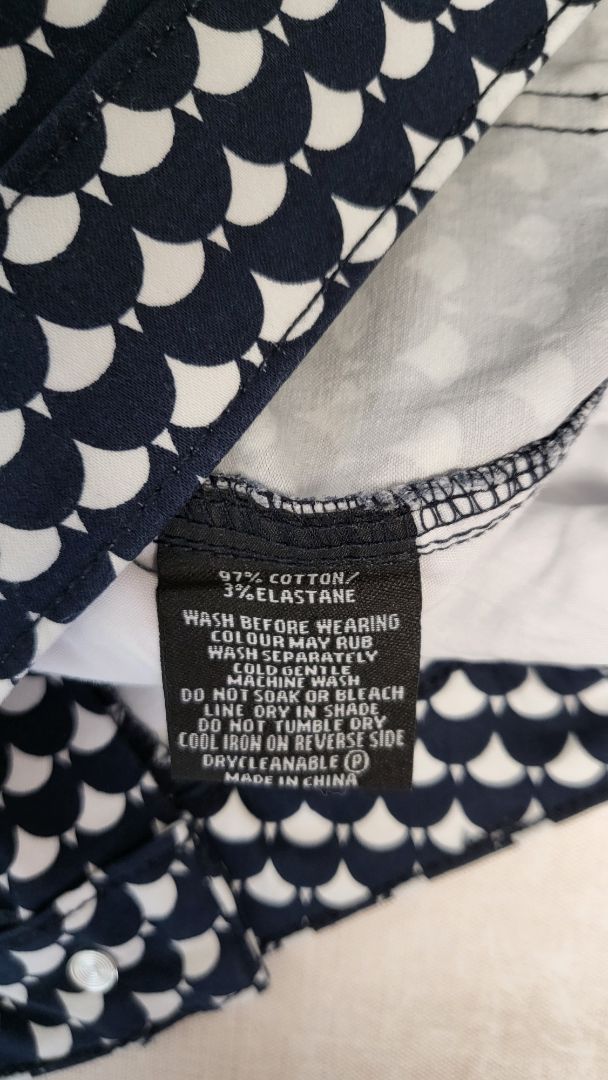 97% COTTON/
3% ELASTANE
WASH BEFORE WEARING
COLOUR MAY RUB
WASH SEPARATELY
COLD GENTLE
MACHINE WASH
DO NOT SOAK OR BLEACH
LINE DRY IN SHADE
DO NOT TUMBLE DRY
COOL IRON ON REVERSE SIDE
DRYCLEANABLE Ⓟ
MADE IN CHINA